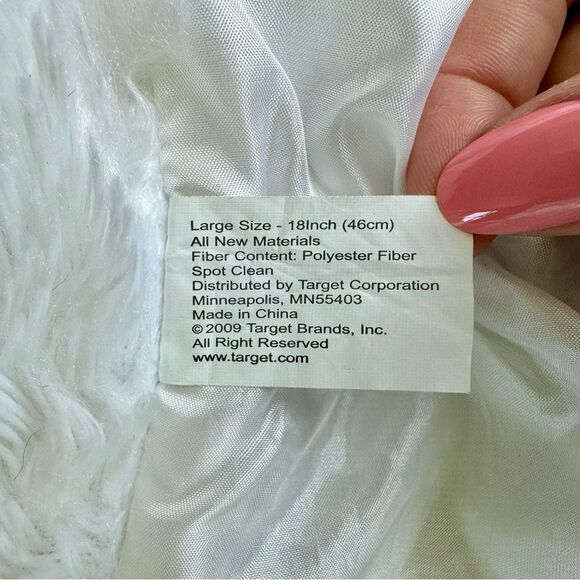 Large Size - 18Inch (46cm)
All New Materials
Fiber Content: Polyester Fiber
Spot Clean
Distributed by Target Corporation
Minneapolis, MN55403
Made in China
©2009 Target Brands, Inc.
All Right Reserved
www.target.com